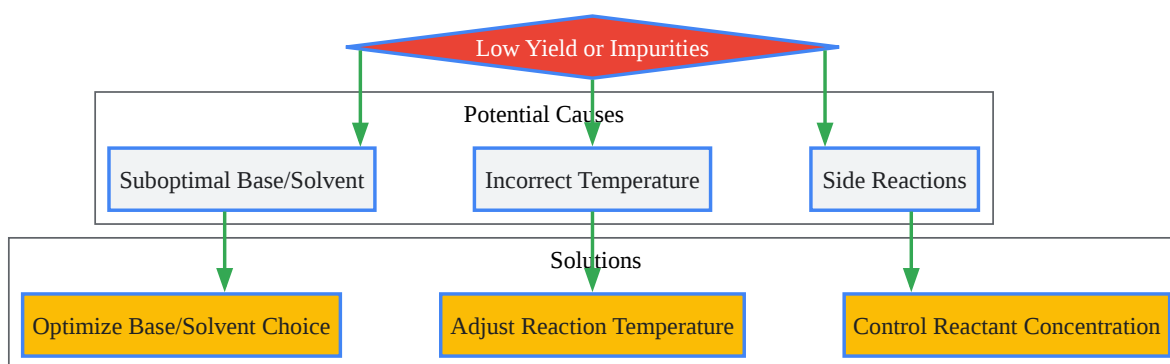 Low Yield or Impurities
Potential Causes
Suboptimal Base/Solvent
Incorrect Temperature
Side Reactions
Solutions
Optimize Base/Solvent Choice
Adjust Reaction Temperature
Control Reactant Concentration